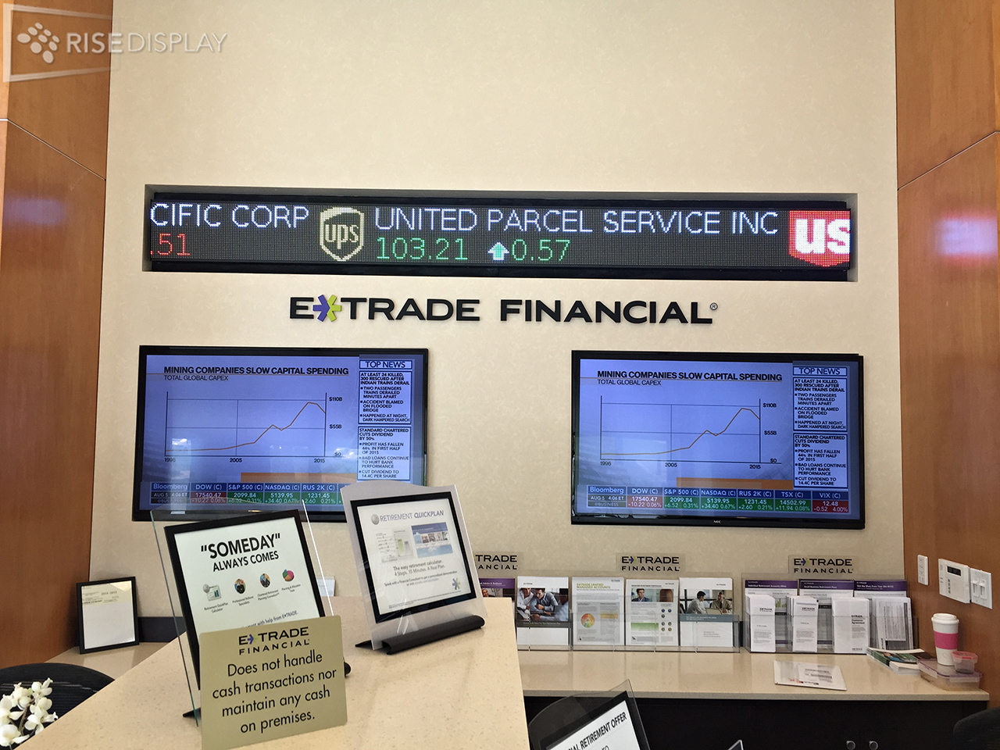 RISEDISPLAY
CIFIC CORP
.51
ups
UNITED PARCEL SERVICE INC
103.21 0.57
us
E*TRADE FINANCIAL®
MINING COMPANIES SLOW CAPITAL SPENDING
TOTAL GLOBAL CAPEX
$110B
$55B
$0
1996 2005 2015
TOP NEWS
AT LEAST 24 KILLED,
300 RESCUED AFTER
INDIAN TRAINS DERAIL
TWO PASSENGERS
TRAINS DERAILED
MINUTES APART
ACCIDENT BLAMED
ON FLOODED
BRIDGE
HAPPENED AT NIGHT,
DARK HAMPERED SEARCH
STANDARD CHARTERED
CUTS DIVIDEND
BY 50%
PROFIT HAS FALLEN
44% IN FIRST HALF
OF 2015
BAD LOANS CONTINUE
TO HURT BANK
PERFORMANCE
CUT DIVIDEND TO
14.4C PER SHARE
Bloomberg DOW (C) S&P 500 (C) NASDAQ (C) RUS 2K (C)
AUG 5 4:06 ET 17540.47 2099.84 5139.95 1231.45
BUSINESS -10.22 0.06% +6.52 0.31% +34.40 0.67% +2.60 0.21%
MINING COMPANIES SLOW CAPITAL SPENDING
TOTAL GLOBAL CAPEX
$110B
$55B
$0
1996 2005 2015
TOP NEWS
AT LEAST 24 KILLED,
300 RESCUED AFTER
INDIAN TRAINS DERAIL
TWO PASSENGERS
TRAINS DERAILED
MINUTES APART
ACCIDENT BLAMED
ON FLOODED
BRIDGE
HAPPENED AT NIGHT,
DARK HAMPERED SEARCH
STANDARD CHARTERED
CUTS DIVIDEND
BY 50%
PROFIT HAS FALLEN
44% IN FIRST HALF
OF 2015
BAD LOANS CONTINUE
TO HURT BANK
PERFORMANCE
CUT DIVIDEND TO
14.4C PER SHARE
Bloomberg DOW (C) S&P 500 (C) NASDAQ (C) RUS 2K (C) TSX (C) VIX (C)
AUG 5 4:06 ET 17540.47 2099.84 5139.95 1231.45 14502.99 12.48
BUSINESS -10.22 0.06% +6.52 0.31% +34.40 0.67% +2.60 0.21% +11.94 0.08% -0.52 4.00%
NEC
"SOMEDAY"
ALWAYS COMES
RETIREMENT QUICKPLAN
The easy retirement calculator.
4 Steps. 15 Minutes. A Real Plan.
TRADE
FINANCIAL
E*TRADE
FINANCIAL
E*TRADE
FINANCIAL
E*TRADE
FINANCIAL
Does not handle
cash transactions nor
maintain any cash
on premises.
RETIREMENT OFFER